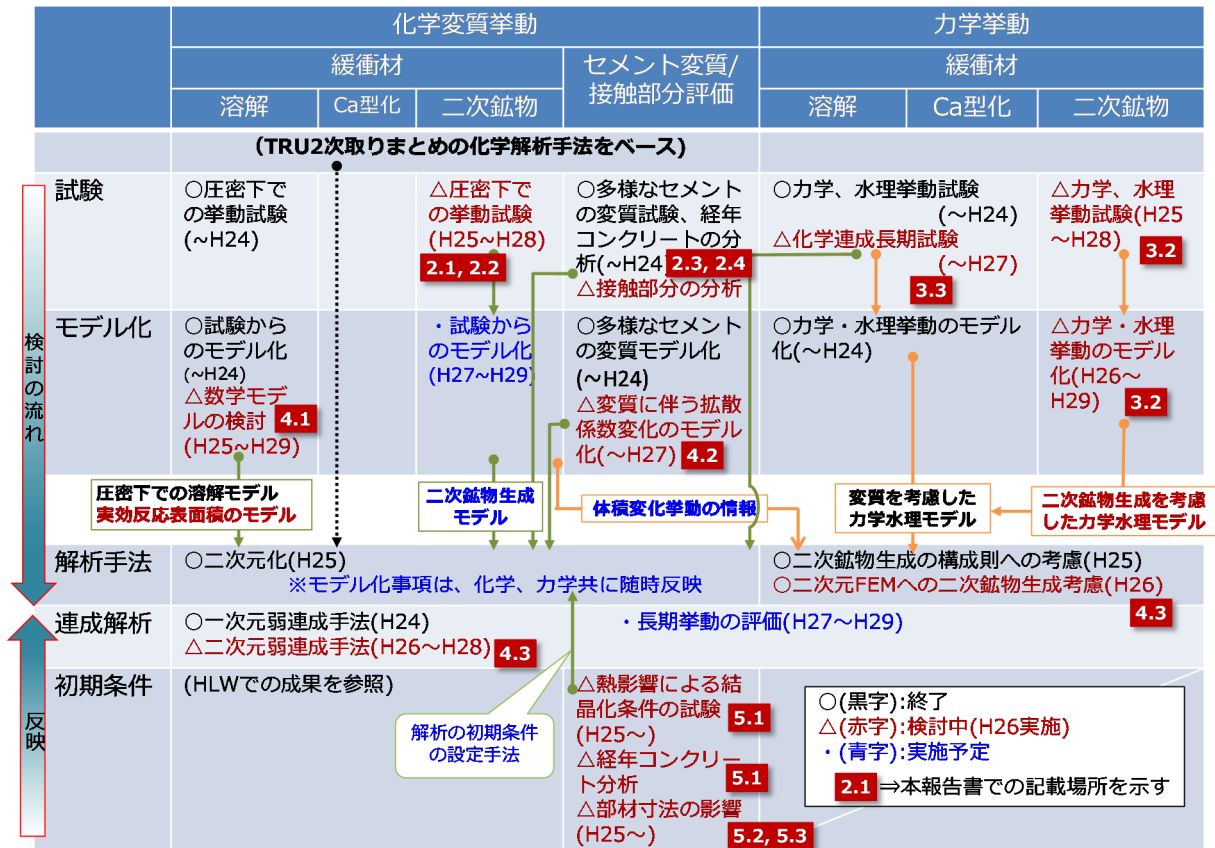 化学変質挙動
力学挙動
緩衝材
セメント変質/
接触部分評価
緩衝材
溶解
Ca型化
二次鉱物
溶解
Ca型化
二次鉱物
(TRU2次取りまとめの化学解析手法をベース)
検討の流れ
試験
○圧密下で
の挙動試験
(~H24)
△圧密下で
の挙動試験
(H25~H28)
2.1, 2.2
○多様なセメント
の変質試験、経年
コンクリートの分
析(~H24)
2.3, 2.4
△接触部分の分析
○力学、水理挙動試験
(～H24)
△化学連成長期試験
(～H27)
3.3
△力学、水理
挙動試験(H25
～H28)
3.2
モデル化
○試験から
のモデル化
(~H24)
△数学モデ
ルの検討
(H25~H29)
4.1
・試験から
のモデル化
(H27~H29)
○多様なセメント
の変質モデル化
(~H24)
△変質に伴う拡散
係数変化のモデル
化(～H27)
4.2
○力学・水理挙動のモデル
化(～H24)
△力学・水理
挙動のモデル
化(H26～
H29)
3.2
圧密下での溶解モデル
実効反応表面積のモデル
二次鉱物生成
モデル
体積変化挙動の情報
変質を考慮した
力学水理モデル
二次鉱物生成を考慮
した力学水理モデル
解析手法
○二次元化(H25)
※モデル化事項は、化学、力学共に随時反映
○二次鉱物生成の構成則への考慮(H25)
○二次元FEMへの二次鉱物生成考慮(H26)
4.3
反映
連成解析
○一次元弱連成手法(H24)
△二次元弱連成手法(H26～H28)
4.3
・長期挙動の評価(H27～H29)
初期条件
(HLWでの成果を参照)
解析の初期条件
の設定手法
△熱影響による結
晶化条件の試験
(H25～)
5.1
△経年コンクリー
ト分析
5.1
△部材寸法の影響
(H25～)
5.2, 5.3
○(黒字):終了
△(赤字):検討中(H26実施)
・(青字):実施予定
2.1⇒本報告書での記載場所を示す